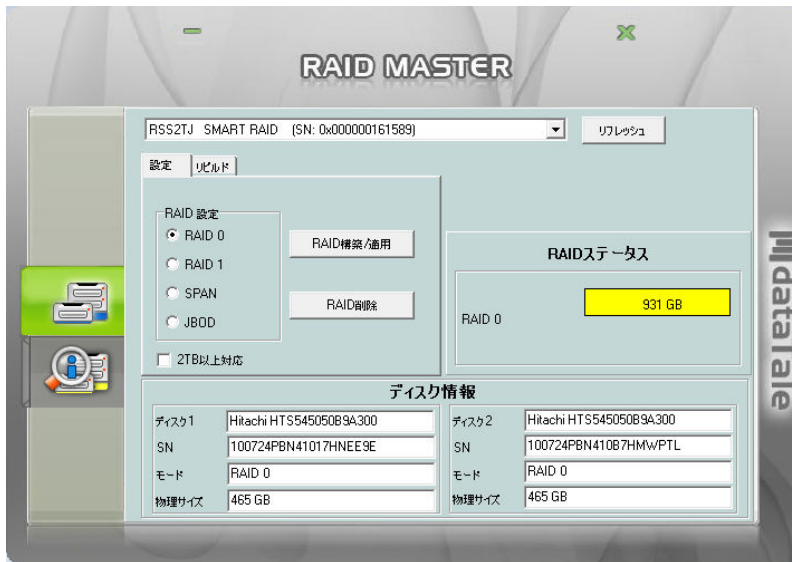 RAID MASTER
RSS2TJ SMART RAID (SN: 0x000000161589)
リフレッシュ
設定 リビルド
RAID 設定
RAID 0
RAID 1
SPAN
JBOD
RAID構築/適用
RAID削除
2TB以上対応
RAIDステータス
RAID 0 931 GB
dataTale
ディスク情報
ディスク1 Hitachi HTS545050B9A300
SN 100724PBN41017HNEE9E
モード RAID 0
物理サイズ 465 GB
ディスク2 Hitachi HTS545050B9A300
SN 100724PBN410B7HMWPTL
モード RAID 0
物理サイズ 465 GB